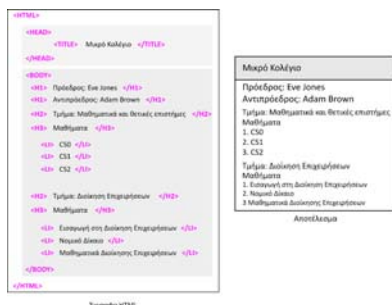 <HTML>
<HEAD>
<TITLE> Μικρό Κολέγιο </TITLE>
</HEAD>
<BODY>
<H1> Πρόεδρος: Eve Jones </H1>
<H1> Αντιπρόεδρος: Adam Brown </H1>
<H2> Τμήμα: Μαθηματικά και θετικές επιστήμες </H2>
<H3> Μαθήματα </H3>
<LI> CS0 </LI>
<LI> CS1 </LI>
<LI> CS2 </LI>
<H2> Τμήμα: Διοίκηση Επιχειρήσεων </H2>
<H3> Μαθήματα </H3>
<LI> Εισαγωγή στη Διοίκηση Επιχειρήσεων </LI>
<LI> Νομικό Δίκαιο </LI>
<LI> Μαθηματικά Διοίκησης Επιχειρήσεων </LI>
</BODY>
</HTML>
Έγγραφο HTML
Μικρό Κολέγιο
Πρόεδρος: Eve Jones
Αντιπρόεδρος: Adam Brown
Τμήμα: Μαθηματικά και θετικές επιστήμες
Μαθήματα
1. CS0
2. CS1
3. CS2
Τμήμα: Διοίκηση Επιχειρήσεων
Μαθήματα
1. Εισαγωγή στη Διοίκηση Επιχειρήσεων
2. Νομικό Δίκαιο
3 Μαθηματικά Διοίκησης Επιχειρήσεων
Αποτέλεσμα